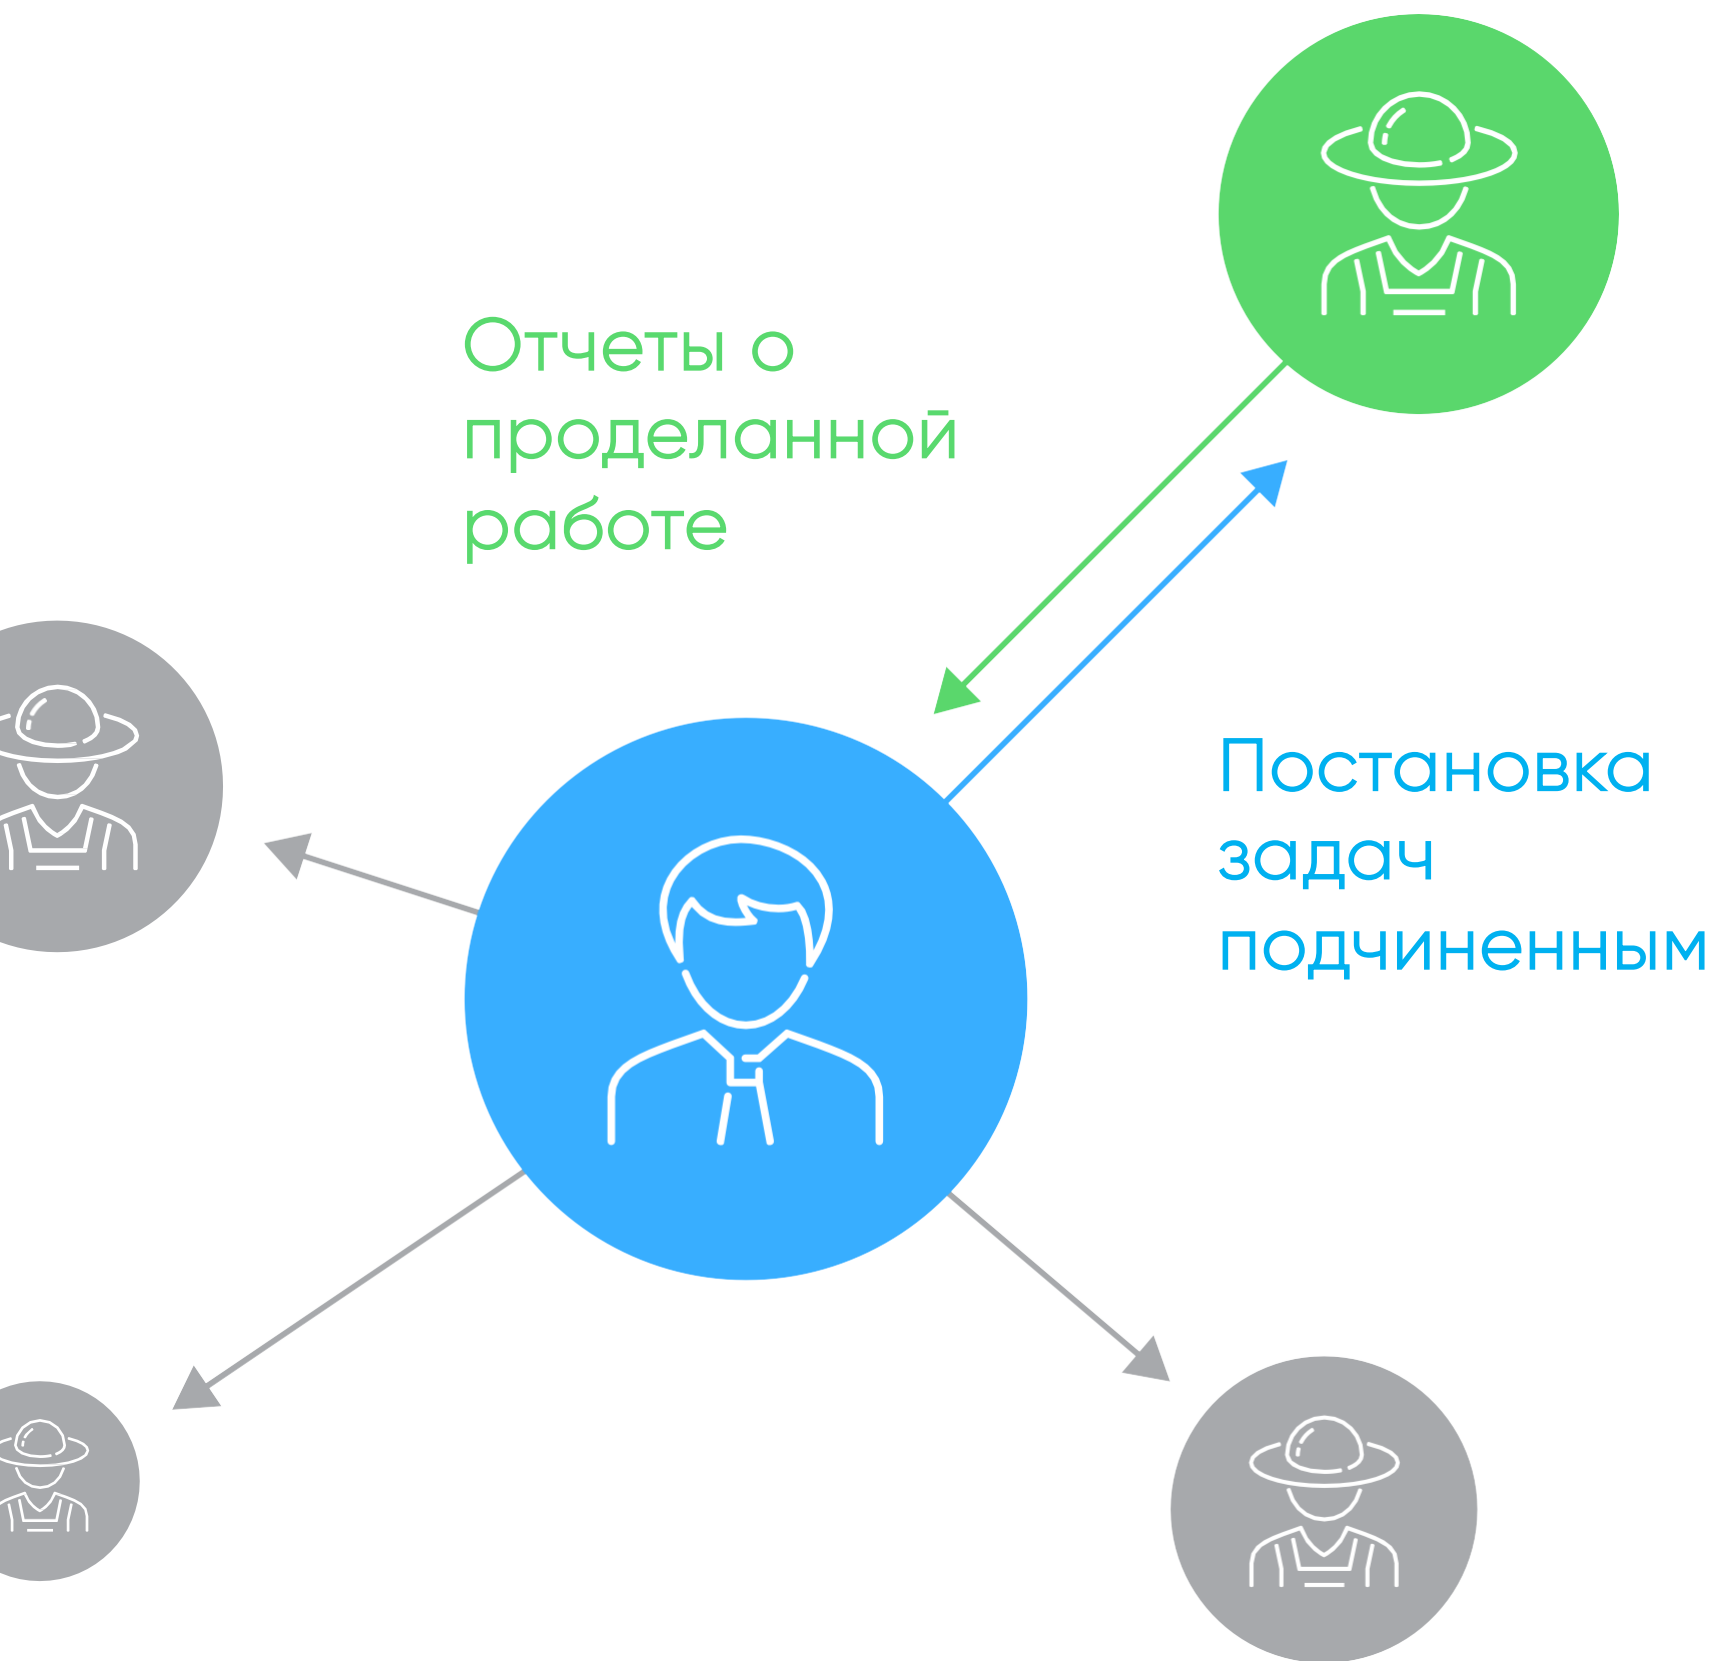 Отчеты о
проделанной
работе
Постановка
задач
подчиненным